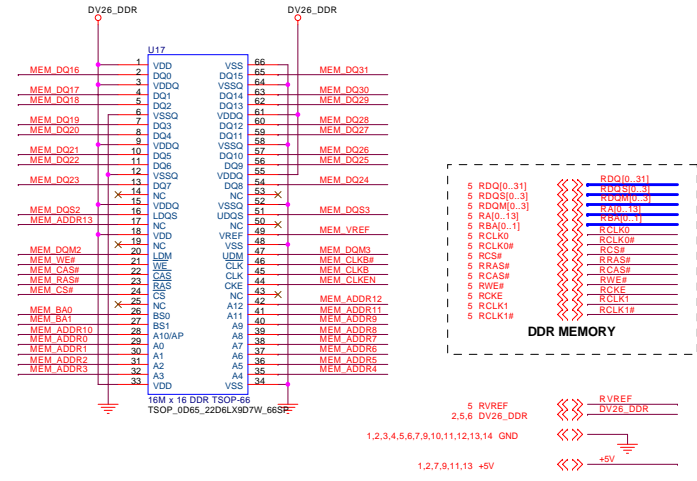 DV26_DDR
DV26_DDR
U17
1 VDD VSS 66
MEM_DQ16 2 DQ0 DQ15 65 MEM_DQ31
3 VDDQ VSSQ 64
MEM_DQ17 4 DQ1 DQ14 63 MEM_DQ30
MEM_DQ18 5 DQ2 DQ13 62 MEM_DQ29
6 VSSQ VDDQ 61
MEM_DQ19 7 DQ3 DQ12 60 MEM_DQ28
MEM_DQ20 8 DQ4 DQ11 59 MEM_DQ27
9 VDDQ VSSQ 58
MEM_DQ21 10 DQ5 DQ10 57 MEM_DQ26
MEM_DQ22 11 DQ6 DQ9 56 MEM_DQ25
12 VSSQ VDDQ 55
MEM_DQ23 13 DQ7 DQ8 54 MEM_DQ24
14 NC NC 53
15 VDDQ VSSQ 52
MEM_DQS2 16 LDQS UDQS 51 MEM_DQS3
MEM_ADDR13 17 NC NC 50
18 VDD VREF 49 MEM_VREF
19 NC VSS 48
MEM_DQM2 20 LDM UDM 47 MEM_DQM3
MEM_WE# 21 WE CLK 46 MEM_CLKB#
MEM_CAS# 22 CAS CLK 45 MEM_CLKB
MEM_RAS# 23 RAS CKE 44 MEM_CLKEN
MEM_CS# 24 CS NC 43
25 NC A12 42 MEM_ADDR12
MEM_BA0 26 BS0 A11 41 MEM_ADDR11
MEM_BA1 27 BS1 A9 40 MEM_ADDR9
MEM_ADDR10 28 A10/AP A8 39 MEM_ADDR8
MEM_ADDR0 29 A0 A7 38 MEM_ADDR7
MEM_ADDR1 30 A1 A6 37 MEM_ADDR6
MEM_ADDR2 31 A2 A5 36 MEM_ADDR5
MEM_ADDR3 32 A3 A4 35 MEM_ADDR4
33 VDD VSS 34
16M x 16 DDR TSOP-66
TSOP_0D65_22D6LX9D7W_66SP
5 RDQ[0..31] RDQ[0..31]
5 RDQS[0..3] RDQS[0..3]
5 RDQM[0..3] RDQM[0..3]
5 RA[0..13] RA[0..13]
5 RBA[0..1] RBA[0..1]
5 RCLK0 RCLK0
5 RCLK0# RCLK0#
5 RCS# RCS#
5 RRAS# RRAS#
5 RCAS# RCAS#
5 RWE# RWE#
5 RCKE RCKE
5 RCLK1 RCLK1
5 RCLK1# RCLK1#
DDR MEMORY
5 RVREF RVREF
2,5,6 DV26_DDR DV26_DDR
1,2,3,4,5,6,7,9,10,11,12,13,14 GND
1,2,7,9,11,13 +5V +5V